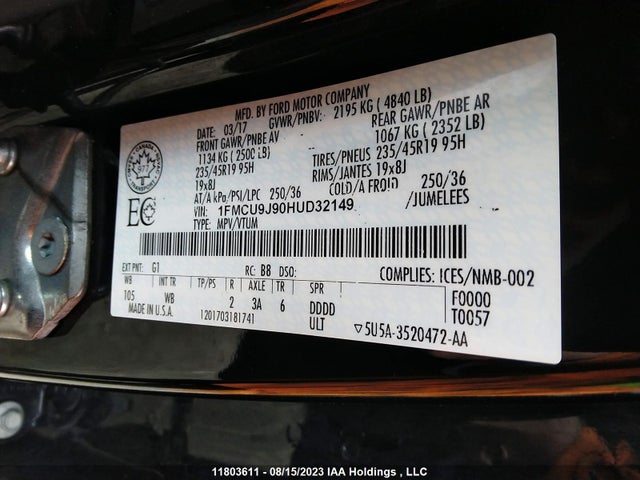 MFD. BY FORD MOTOR COMPANY
DATE: 03/17 GVWR/PNBV: 2195 KG ( 4840 LB)
FRONT GAWR/PNBE AV REAR GAWR/PNBE AR
1134 KG ( 2500 LB) 1067 KG ( 2352 LB)
235/45R19 95H TIRES/PNEUS 235/45R19 95H
19x8J RIMS/JANTES 19x8J
AT/A kPa/PSI/LPC 250/36 COLD/A FROID 250/36
VIN: 1FMCU9J90HUD32149 /JUMELEES
TYPE: MPV/VTUM
EC
EXT PNT: G1 RC: B8 DSO: COMPLIES: ICES/NMB-002
WB INT TR TP/PS R AXLE TR SPR F0000
105 WB 2 3A 6 DDDD T0057
MADE IN U.S.A. 1201703181741 ULT ▽5U5A-3520472-AA
11803611 - 08/15/2023 IAA Holdings , LLC